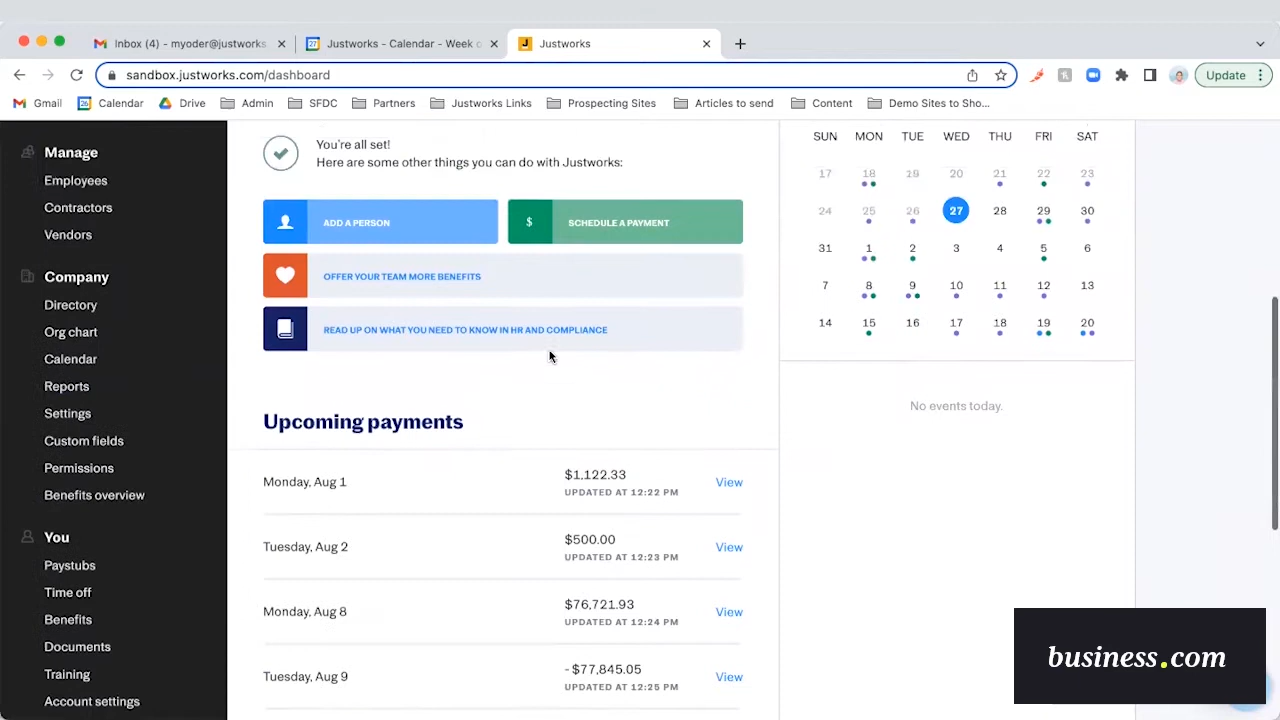 Inbox (4) - myoder@justworks
Justworks - Calendar - Week o
J
Justworks
sandbox.justworks.com/dashboard
Update
Gmail
26
Calendar
Drive
Admin
SFDC
Partners
Justworks Links
Prospecting Sites
Articles to send
Content
Demo Sites to Sho...
Manage
Employees
Contractors
Vendors
Company
Directory
Org chart
Calendar
Reports
Settings
Custom fields
Permissions
Benefits overview
You
Paystubs
Time off
Benefits
Documents
Training
Account settings
You're all set!
Here are some other things you can do with Justworks:
ADD A PERSON
$ SCHEDULE A PAYMENT
OFFER YOUR TEAM MORE BENEFITS
READ UP ON WHAT YOU NEED TO KNOW IN HR AND COMPLIANCE
Upcoming payments
Monday, Aug 1 $1,122.33 View
UPDATED AT 12:22 PM
Tuesday, Aug 2 $500.00 View
UPDATED AT 12:23 PM
Monday, Aug 8 $76,721.93 View
UPDATED AT 12:24 PM
Tuesday, Aug 9 -$77,845.05 View
UPDATED AT 12:25 PM
SUN MON TUE WED THU FRI SAT
17 18 19 20 21 22 23
24 25 26 27 28 29 30
31 1 2 3 4 5 6
7 8 9 10 11 12 13
14 15 16 17 18 19 20
No events today.
business.com